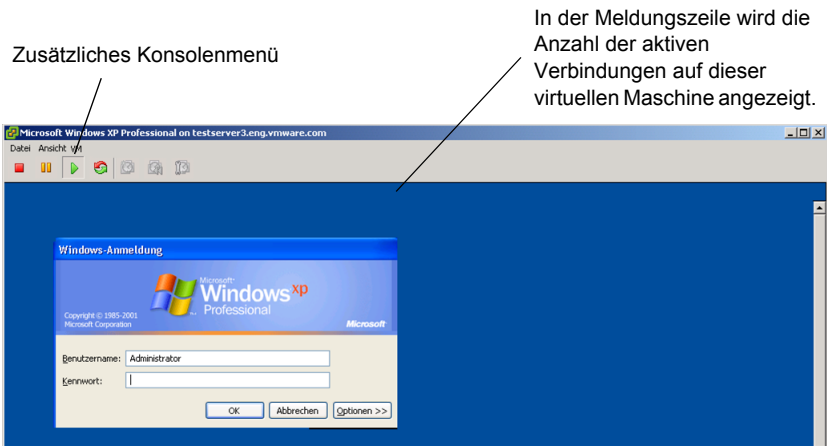 In der Meldungszeile wird die
Anzahl der aktiven
Verbindungen auf dieser
virtuellen Maschine angezeigt.
Zusätzliches Konsolenmenü
Microsoft Windows XP Professional on testserver3.eng.vmware.com
Datei Ansicht VM
Windows-Anmeldung
Microsoft
Windows xp
Professional
Copyright © 1985-2001
Microsoft Corporation
Microsoft
Benutzername: Administrator
Kennwort:
OK Abbrechen Optionen >>